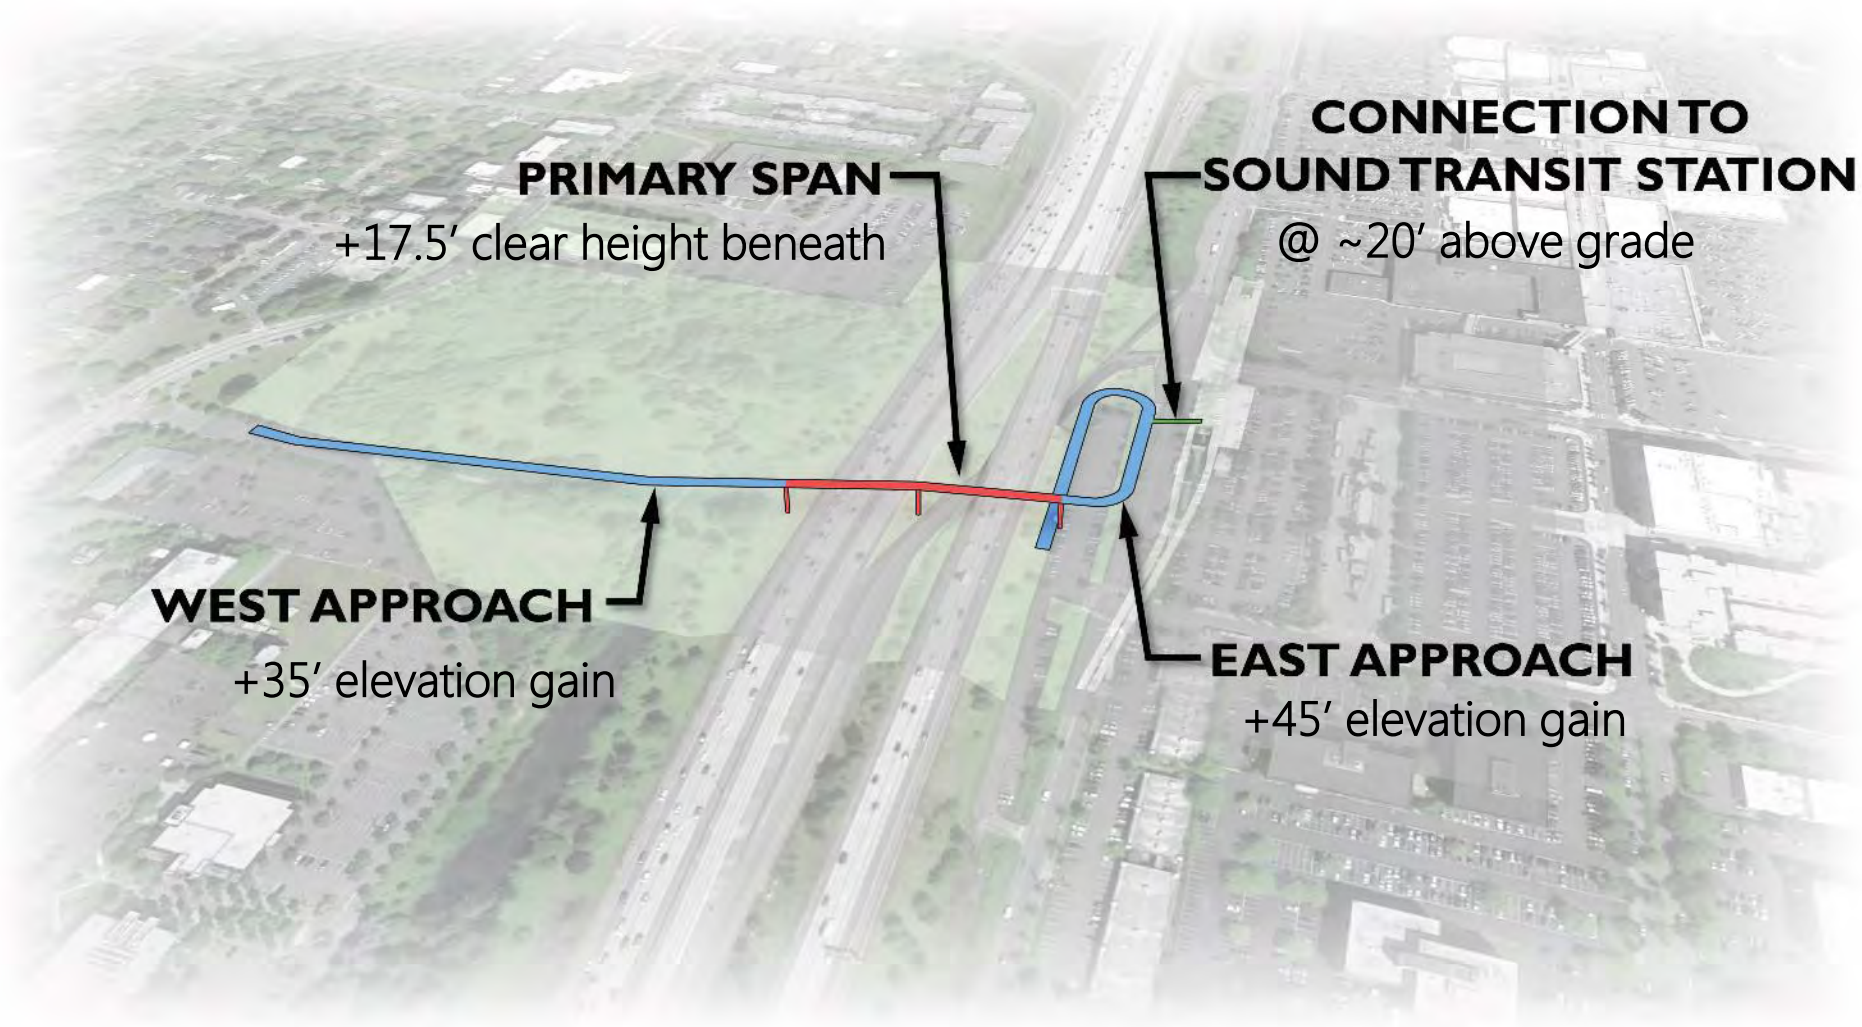 PRIMARY SPAN
+17.5’ clear height beneath
CONNECTION TO
SOUND TRANSIT STATION
@ ~20’ above grade
WEST APPROACH
+35’ elevation gain
EAST APPROACH
+45’ elevation gain